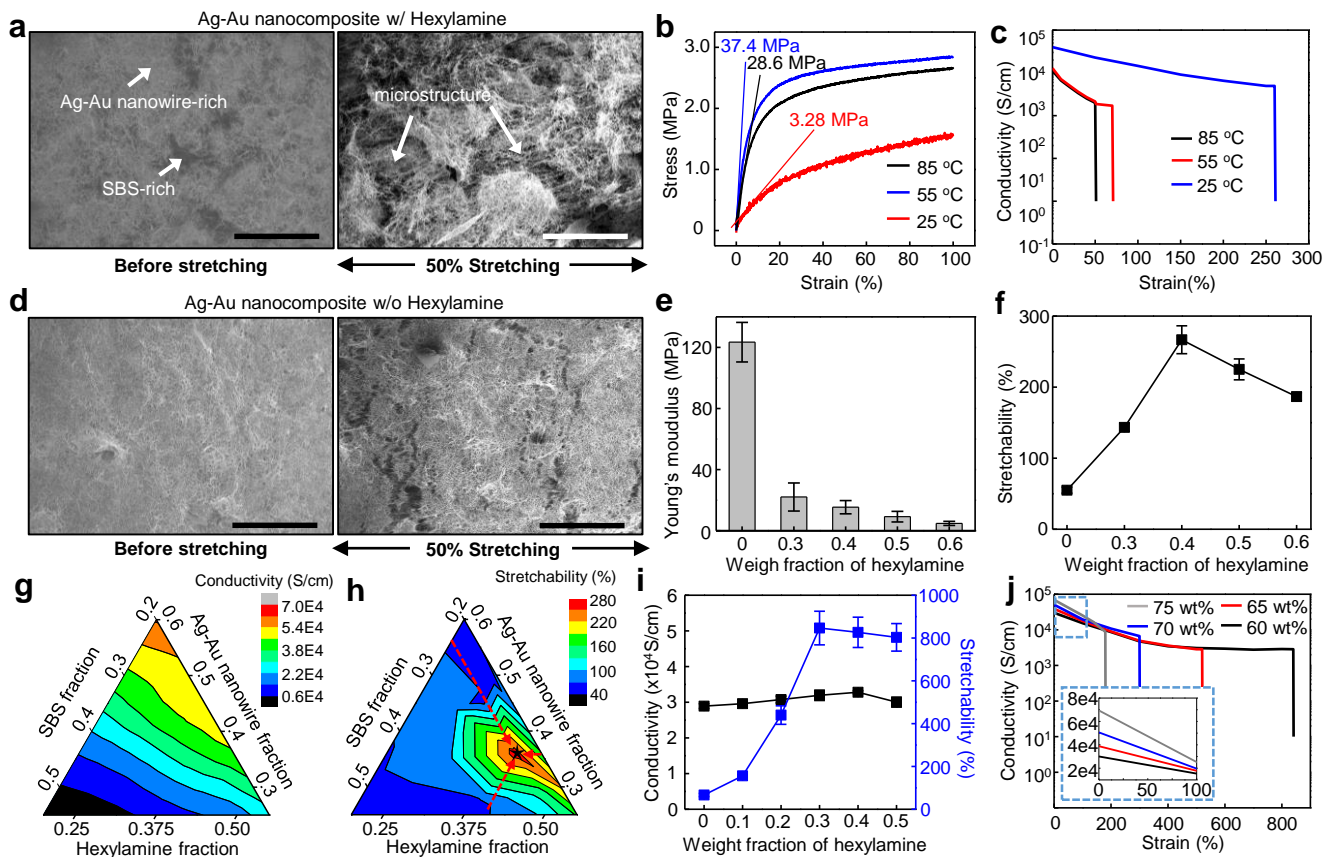 a
Ag-Au nanocomposite w/ Hexylamine
Ag-Au nanowire-rich
SBS-rich
microstructure
Before stretching
50% Stretching
b
37.4 MPa
28.6 MPa
3.28 MPa
85 °C
55 °C
25 °C
Stress (MPa)
3.0
2.0
1.0
0
0 20 40 60 80 100
Strain (%)
c
Conductivity (S/cm)
10^5
10^4
10^3
10^2
10^1
10^0
10^-1
85 °C
55 °C
25 °C
0 50 100 150 200 250 300
Strain(%)
d
Ag-Au nanocomposite w/o Hexylamine
Before stretching
50% Stretching
e
Young's moudulus (MPa)
120
80
40
0
0 0.3 0.4 0.5 0.6
Weigh fraction of hexylamine
f
Stretchability (%)
300
200
100
0
0 0.3 0.4 0.5 0.6
Weight fraction of hexylamine
g
Conductivity (S/cm)
7.0E4
5.4E4
3.8E4
2.2E4
0.6E4
SBS fraction
0.2
0.3
0.4
0.5
Ag-Au nanowire fraction
0.6
0.5
0.4
0.3
0.25 0.375 0.50
Hexylamine fraction
h
Stretchability (%)
280
220
160
100
40
SBS fraction
0.2
0.3
0.4
0.5
Ag-Au nanowire fraction
0.6
0.5
0.4
0.3
0.25 0.375 0.50
Hexylamine fraction
i
Conductivity (x10^4S/cm)
6
5
4
3
2
1
0
Stretchability (%)
1000
800
600
400
200
0
0 0.1 0.2 0.3 0.4 0.5
Weight fraction of hexylamine
j
Conductivity (S/cm)
10^5
10^4
10^3
10^2
10^1
10^0
75 wt% 65 wt%
70 wt% 60 wt%
8e4
6e4
4e4
2e4
0 50 100
0 200 400 600 800
Strain (%)